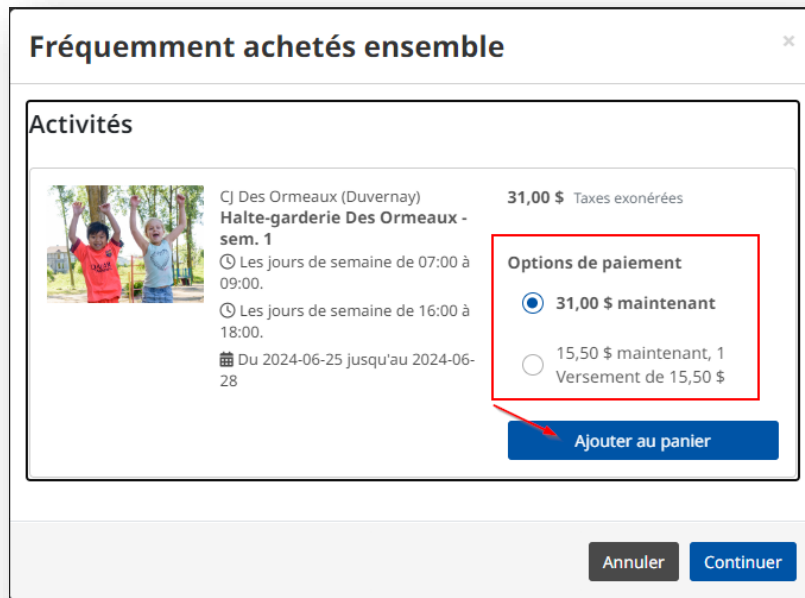 Fréquemment achetés ensemble
×
Activités
CJ Des Ormeaux (Duvernay)
Halte-garderie Des Ormeaux -
sem. 1
Les jours de semaine de 07:00 à
09:00.
Les jours de semaine de 16:00 à
18:00.
Du 2024-06-25 jusqu'au 2024-06-
28
31,00 $ Taxes exonérées
Options de paiement
31,00 $ maintenant
15,50 $ maintenant, 1
Versement de 15,50 $
Ajouter au panier
Annuler
Continuer